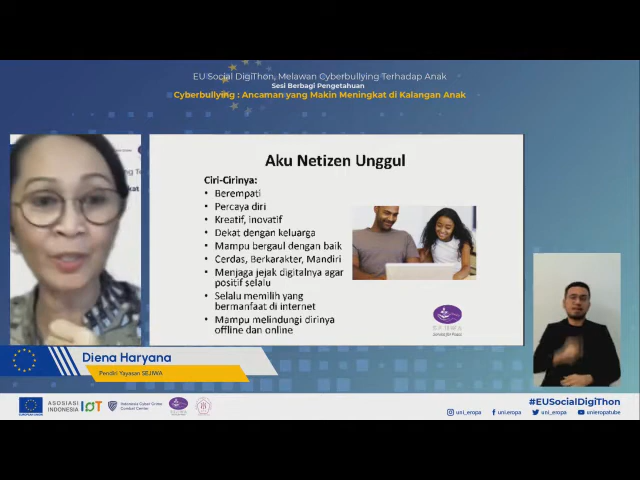 EU Social DigiThon, Melawan Cyberbullying Terhadap Anak
Sesi Berbagi Pengetahuan
Cyberbullying : Ancaman yang Makin Meningkat di Kalangan Anak
Aku Netizen Unggul
Ciri-Cirinya:
• Berempati
• Percaya diri
• Kreatif, inovatif
• Dekat dengan keluarga
• Mampu bergaul dengan baik
• Cerdas, Berkarakter, Mandiri
• Menjaga jejak digitalnya agar
positif selalu
• Selalu memilih yang
bermanfaat di internet
• Mampu melindungi dirinya
offline dan online
Diena Haryana
Pendiri Yayasan SEJIWA
ASOSIASI
INDONESIA IOT
#EUSocialDigiThon
uni_eropa
uni.eropa
uni_eropa
unieropatube